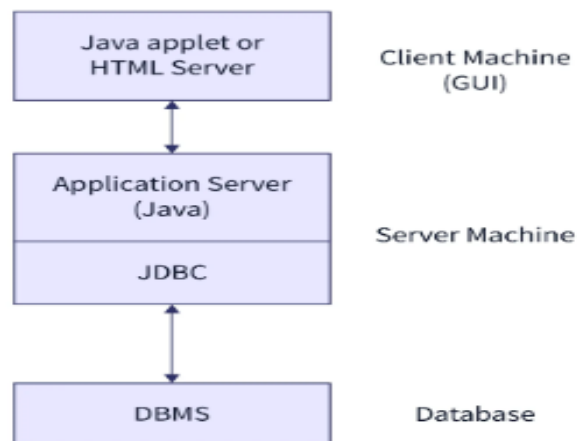 Java applet or
HTML Server
Client Machine
(GUI)
Application Server
(Java)
Server Machine
JDBC
DBMS
Database